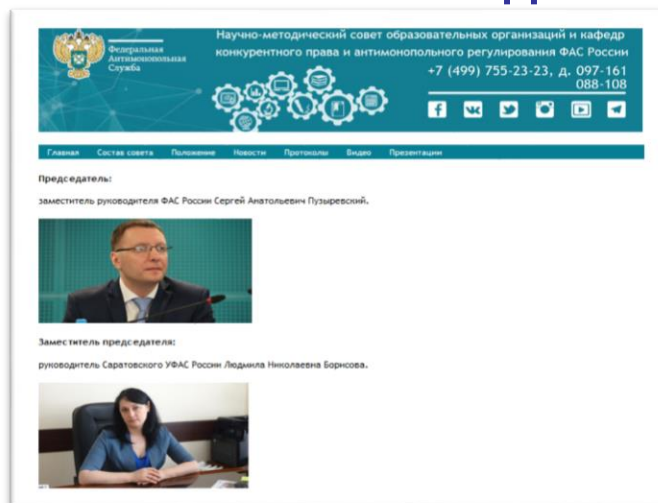 Федеральная
Антимонопольная
Служба
Научно-методический совет образовательных организаций и кафедр
конкурентного права и антимонопольного регулирования ФАС России
+7 (499) 755-23-23, д. 097-161
088-108
Главная Состав совета Положение Новости Протоколы Видео Презентации
Председатель:
заместитель руководителя ФАС России Сергей Анатольевич Пузыревский.
Заместитель председателя:
руководитель Саратовского УФАС России Людмила Николаевна Борисова.